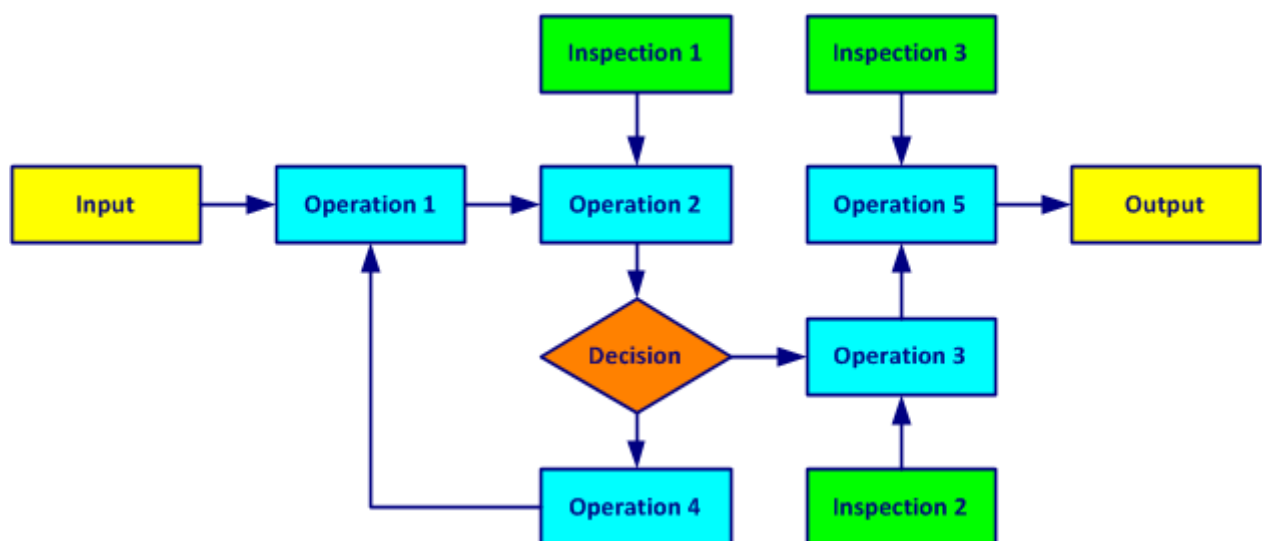 Inspection 1
Inspection 3
Input
Operation 1
Operation 2
Operation 5
Output
Decision
Operation 3
Operation 4
Inspection 2